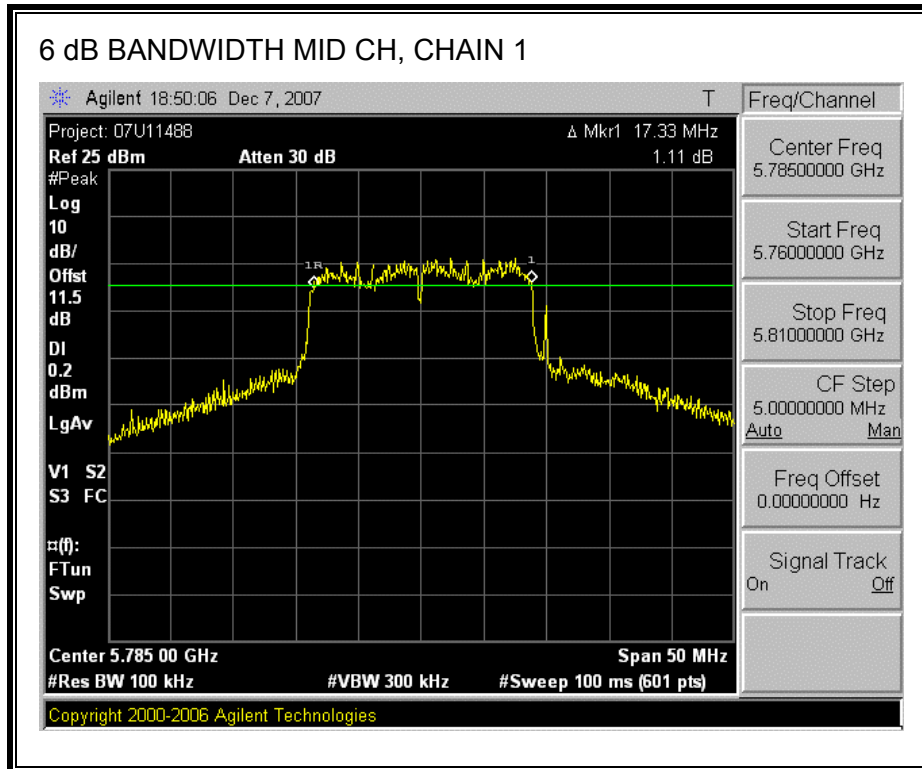 6 dB BANDWIDTH MID CH, CHAIN 1
Agilent 18:50:06 Dec 7, 2007 T
Project: 07U11488 Δ Mkr1 17.33 MHz
Ref 25 dBm Atten 30 dB 1.11 dB
#Peak
Log
10
dB/
Offst
11.5
dB
DI
0.2
dBm
LgAv
V1 S2
S3 FC
¤(f):
FTun
Swp
1R
1
Center 5.785 00 GHz Span 50 MHz
#Res BW 100 kHz #VBW 300 kHz #Sweep 100 ms (601 pts)
Copyright 2000-2006 Agilent Technologies
Freq/Channel
Center Freq
5.78500000 GHz
Start Freq
5.76000000 GHz
Stop Freq
5.81000000 GHz
CF Step
5.00000000 MHz
Auto Man
Freq Offset
0.00000000 Hz
Signal Track
On Off